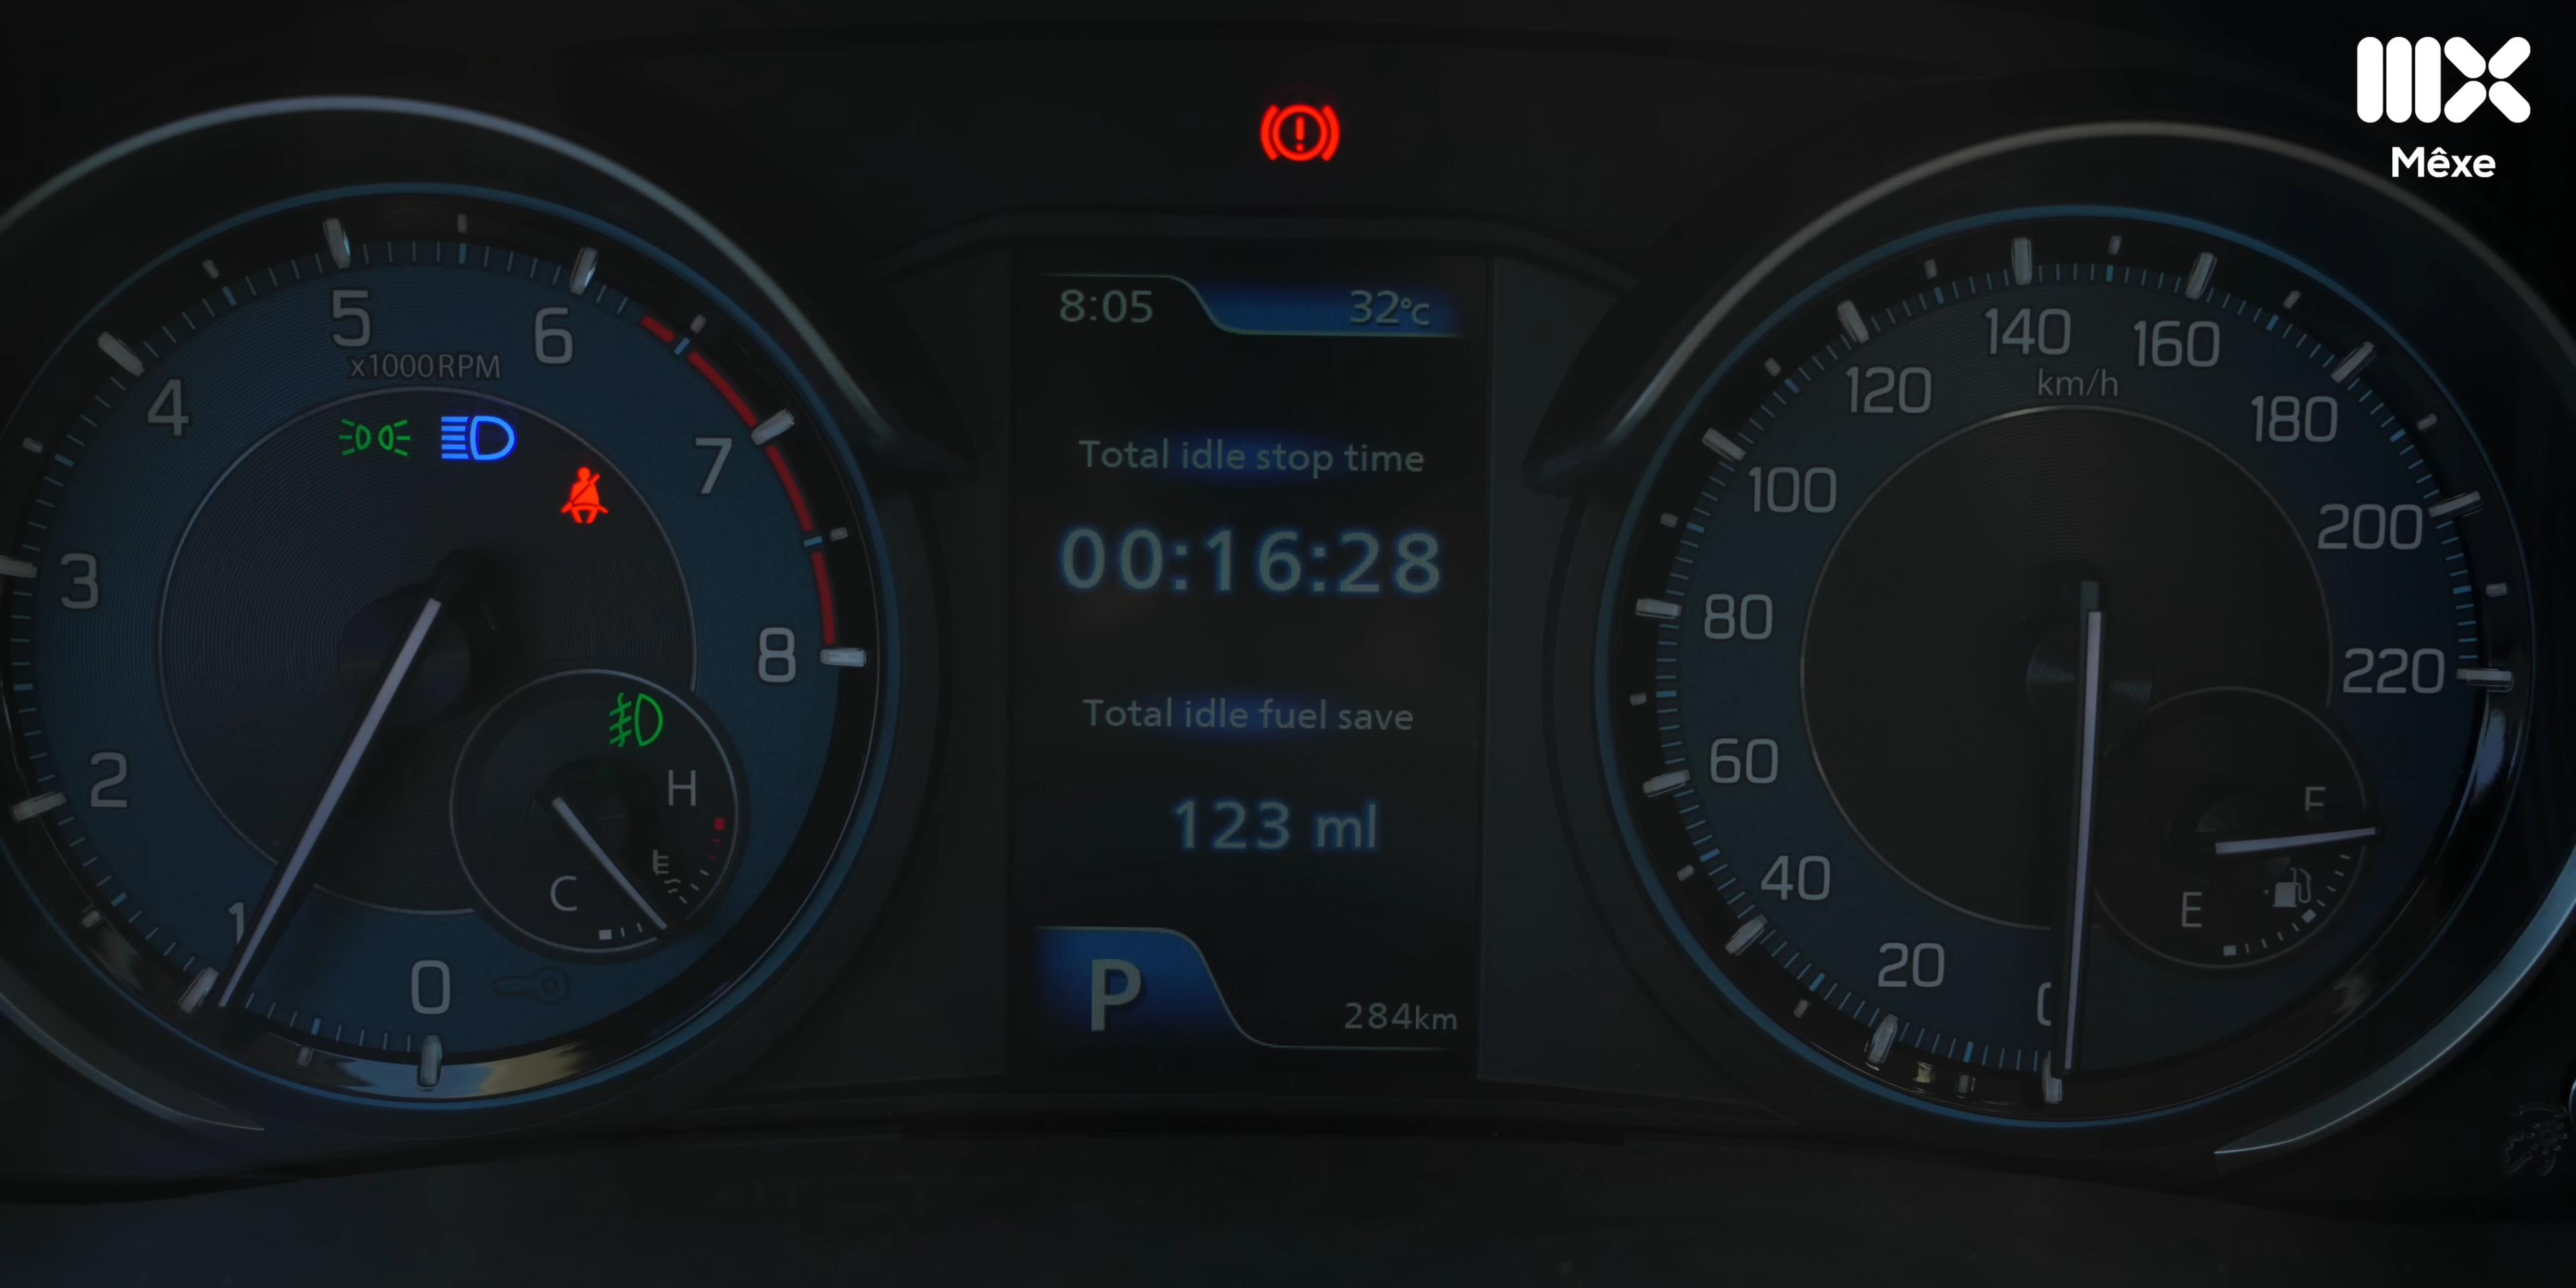 MX
Mêxe
5
6
x1000RPM
4
7
3
8
2
H
C
1
0
8:05
32°C
Total idle stop time
00:16:28
Total idle fuel save
123 ml
P
284km
140
160
km/h
120
180
100
200
80
220
60
F
40
E
20
0